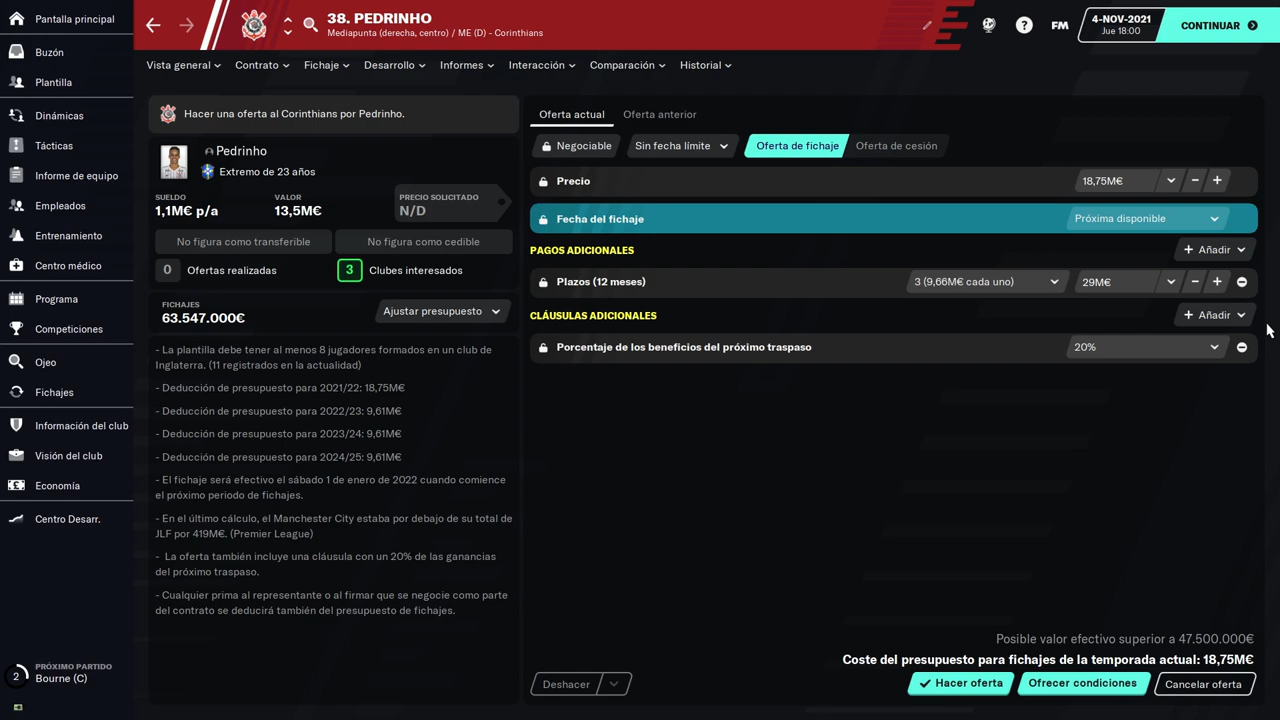 Pantalla principal
Buzón
Plantilla
Dinámicas
Tácticas
Informe de equipo
Empleados
Entrenamiento
Centro médico
Programa
Competiciones
Ojeo
Fichajes
Información del club
Visión del club
Economía
Centro Desarr.
2
PRÓXIMO PARTIDO
Bourne (C)
38. PEDRINHO
Mediapunta (derecha, centro) / ME (D) - Corinthians
?
FM
4-NOV-2021
Jue 18:00
CONTINUAR
Vista general
Contrato
Fichaje
Desarrollo
Informes
Interacción
Comparación
Historial
Hacer una oferta al Corinthians por Pedrinho.
Pedrinho
Extremo de 23 años
SUELDO
1,1M€ p/a
VALOR
13,5M€
PRECIO SOLICITADO
N/D
No figura como transferible
No figura como cedible
0 Ofertas realizadas
3 Clubes interesados
FICHAJES
63.547.000€
Ajustar presupuesto
- La plantilla debe tener al menos 8 jugadores formados en un club de
Inglaterra. (11 registrados en la actualidad)
- Deducción de presupuesto para 2021/22: 18,75M€
- Deducción de presupuesto para 2022/23: 9,61M€
- Deducción de presupuesto para 2023/24: 9,61M€
- Deducción de presupuesto para 2024/25: 9,61M€
- El fichaje será efectivo el sábado 1 de enero de 2022 cuando comience
el próximo periodo de fichajes.
- En el último cálculo, el Manchester City estaba por debajo de su total de
JLF por 419M€. (Premier League)
- La oferta también incluye una cláusula con un 20% de las ganancias
del próximo traspaso.
- Cualquier prima al representante o al firmar que se negocie como parte
del contrato se deducirá también del presupuesto de fichajes.
Oferta actual
Oferta anterior
Negociable
Sin fecha límite
Oferta de fichaje
Oferta de cesión
Precio
18,75M€
Fecha del fichaje
Próxima disponible
PAGOS ADICIONALES
Añadir
Plazos (12 meses)
3 (9,66M€ cada uno)
29M€
CLÁUSULAS ADICIONALES
Añadir
Porcentaje de los beneficios del próximo traspaso
20%
Posible valor efectivo superior a 47.500.000€
Coste del presupuesto para fichajes de la temporada actual: 18,75M€
Deshacer
Hacer oferta
Ofrecer condiciones
Cancelar oferta